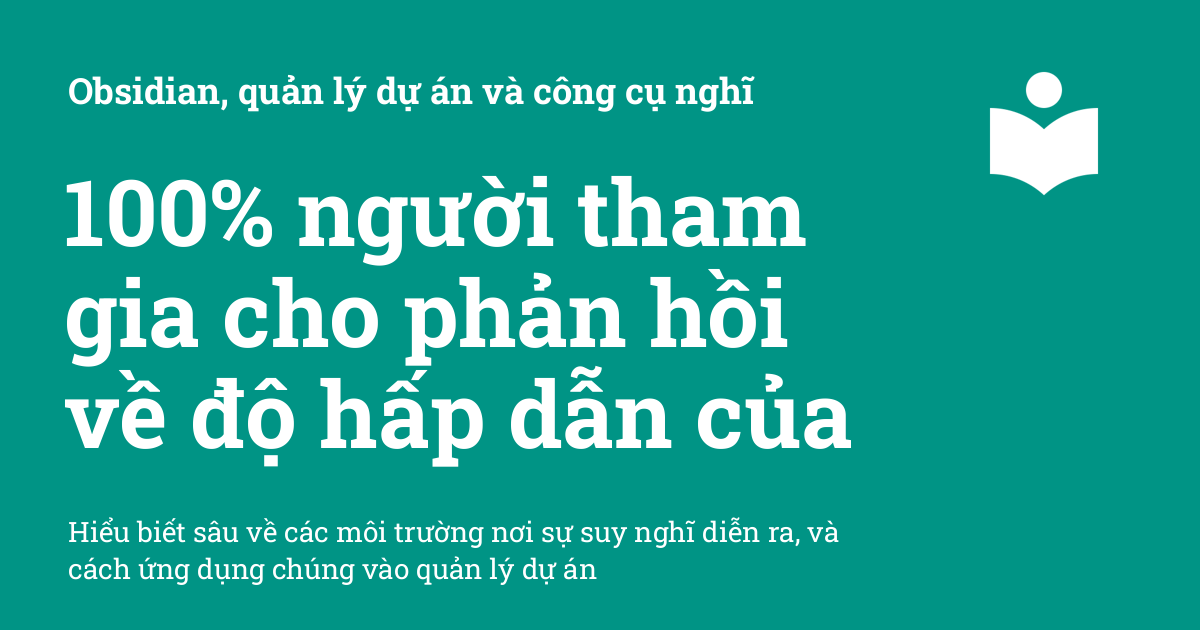 Obsidian, quản lý dự án và công cụ nghĩ
100% người tham
gia cho phản hồi
về độ hấp dẫn của
Hiểu biết sâu về các môi trường nơi sự suy nghĩ diễn ra, và
cách ứng dụng chúng vào quản lý dự án